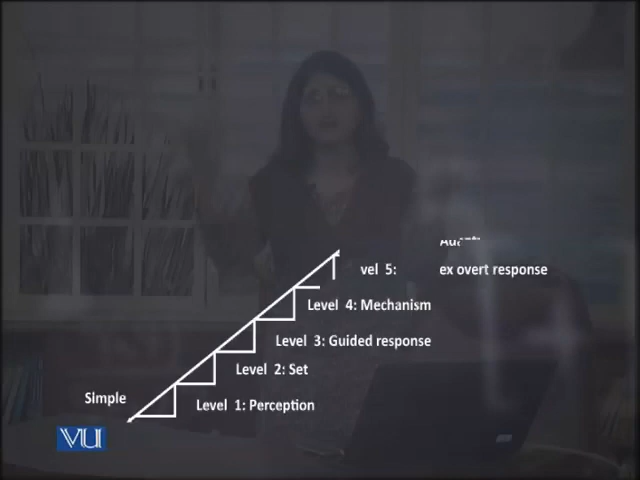 vel 5: ex overt response
Level 4: Mechanism
Level 3: Guided response
Level 2: Set
Simple
Level 1: Perception
VU